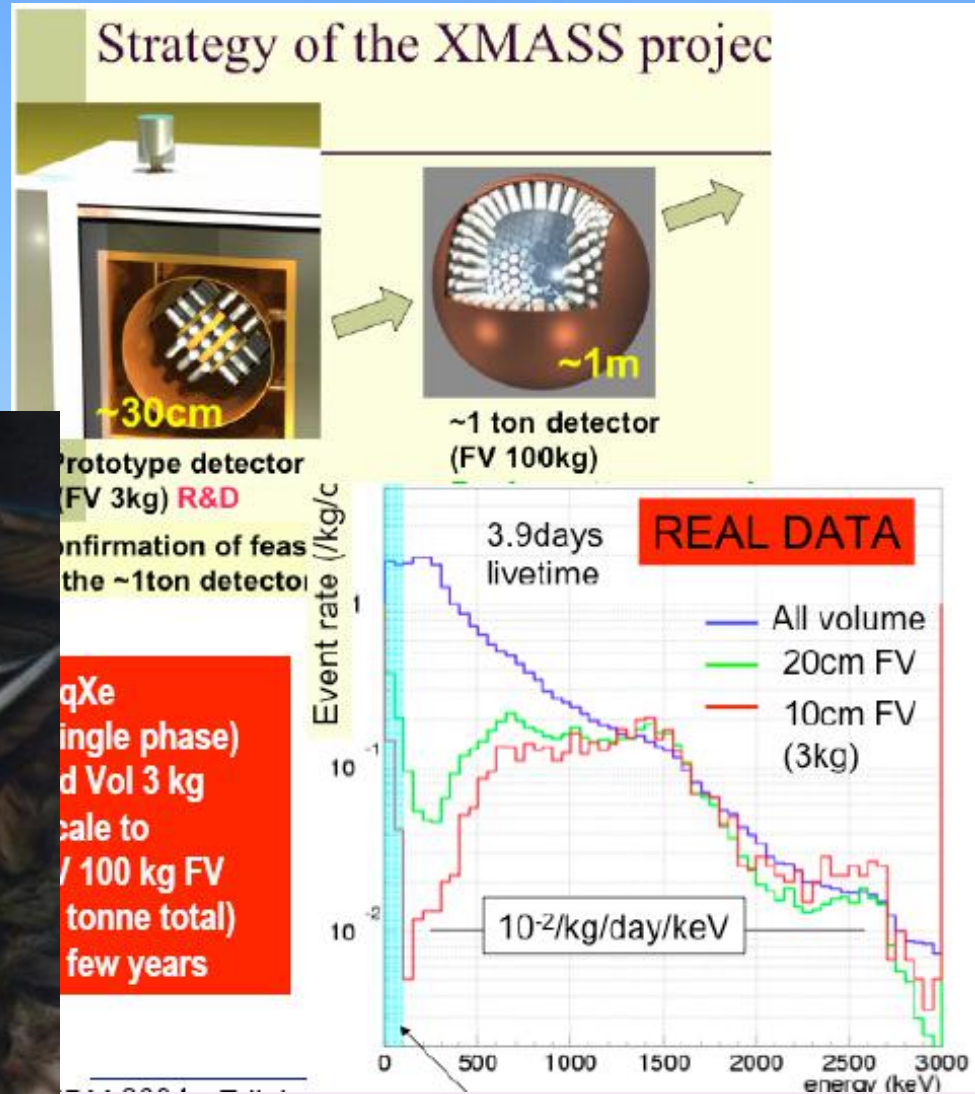 Strategy of the XMASS projec
~30cm
~1m
Prototype detector
(FV 3kg) R&D
onfirmation of feas
the ~1ton detector
~1 ton detector
(FV 100kg)
qXe
ingle phase)
d Vol 3 kg
cale to
/ 100 kg FV
tonne total)
few years
Event rate (/kg/d
3.9days
livetime
REAL DATA
All volume
20cm FV
10cm FV
(3kg)
1
10 -1
10 -2
10-2/kg/day/keV
0 500 1000 1500 2000 2500 3000
energy (keV)